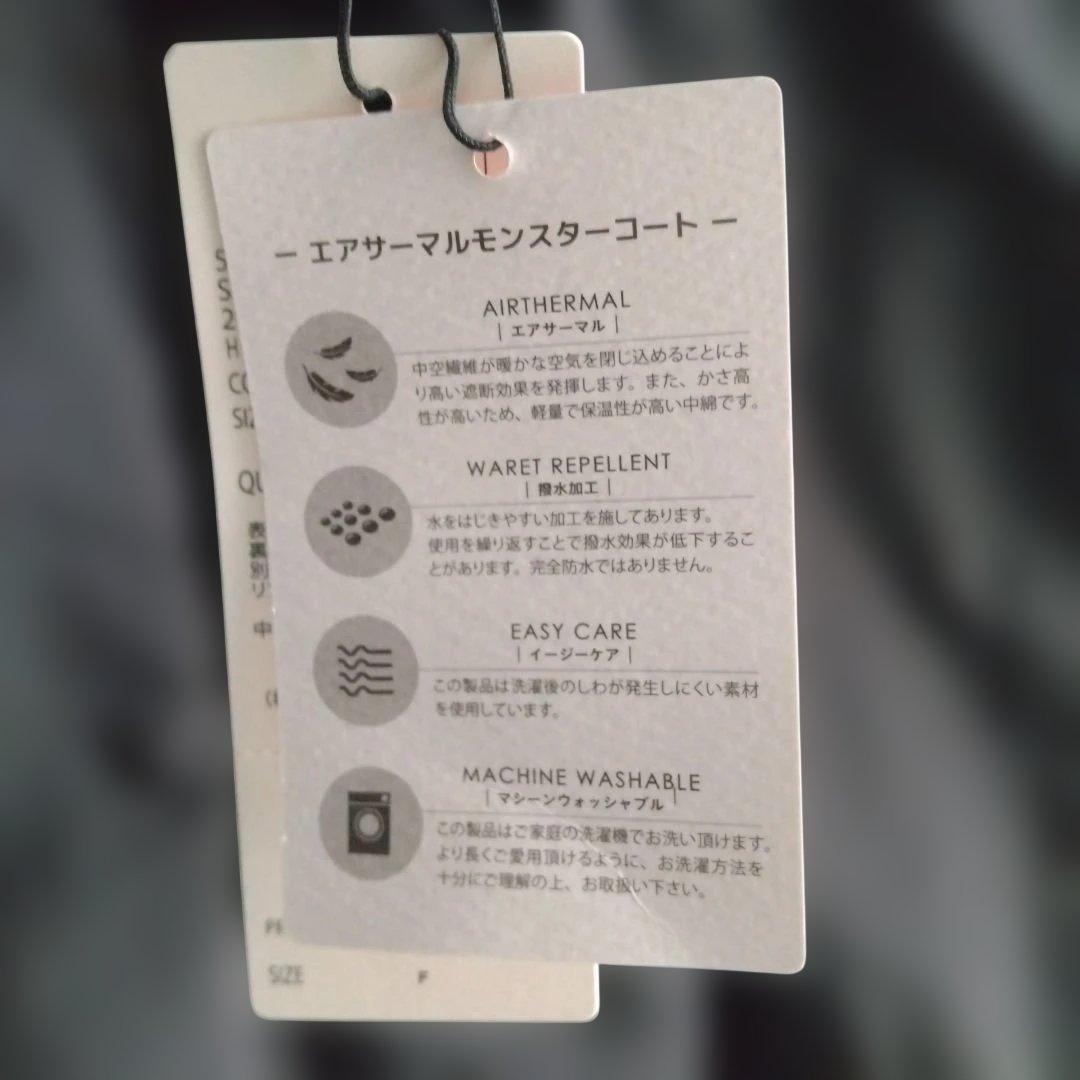 ー エアサーマルモンスターコート ー
AIRTHERMAL
| エアサーマル |
中空繊維が暖かな空気を閉じ込めることによ
り高い遮断効果を発揮します。また、かさ高
性が高いため、軽量で保温性が高い中綿です。
WARET REPELLENT
| 撥水加工 |
水をはじきやすい加工を施してあります。
使用を繰り返すことで撥水効果が低下するこ
とがあります。完全防水ではありません。
EASY CARE
| イージーケア |
この製品は洗濯後のしわが発生しにくい素材
を使用しています。
MACHINE WASHABLE
| マシーンウォッシャブル |
この製品はご家庭の洗濯機でお洗い頂けます。
より長くご愛用頂けるように、お洗濯方法を
十分にご理解の上、お取扱い下さい。
SIZE F